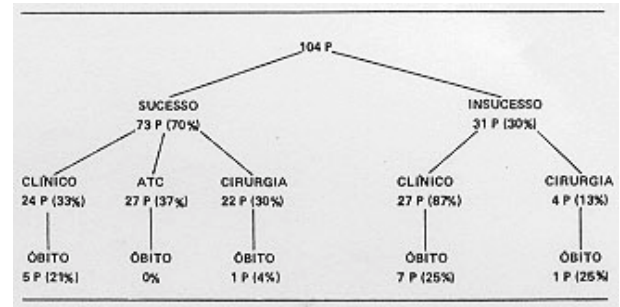 104 P
SUCESSO INSUCESSO
73 P (70%) 31 P (30%)
CLÍNICO ATC CIRURGIA CLÍNICO CIRURGIA
24 P (33%) 27 P (37%) 22 P (30%) 27 P (87%) 4 P (13%)
ÓBITO ÓBITO ÓBITO ÓBITO ÓBITO
5 P (21%) 0% 1 P (4%) 7 P (25%) 1 P (25%)